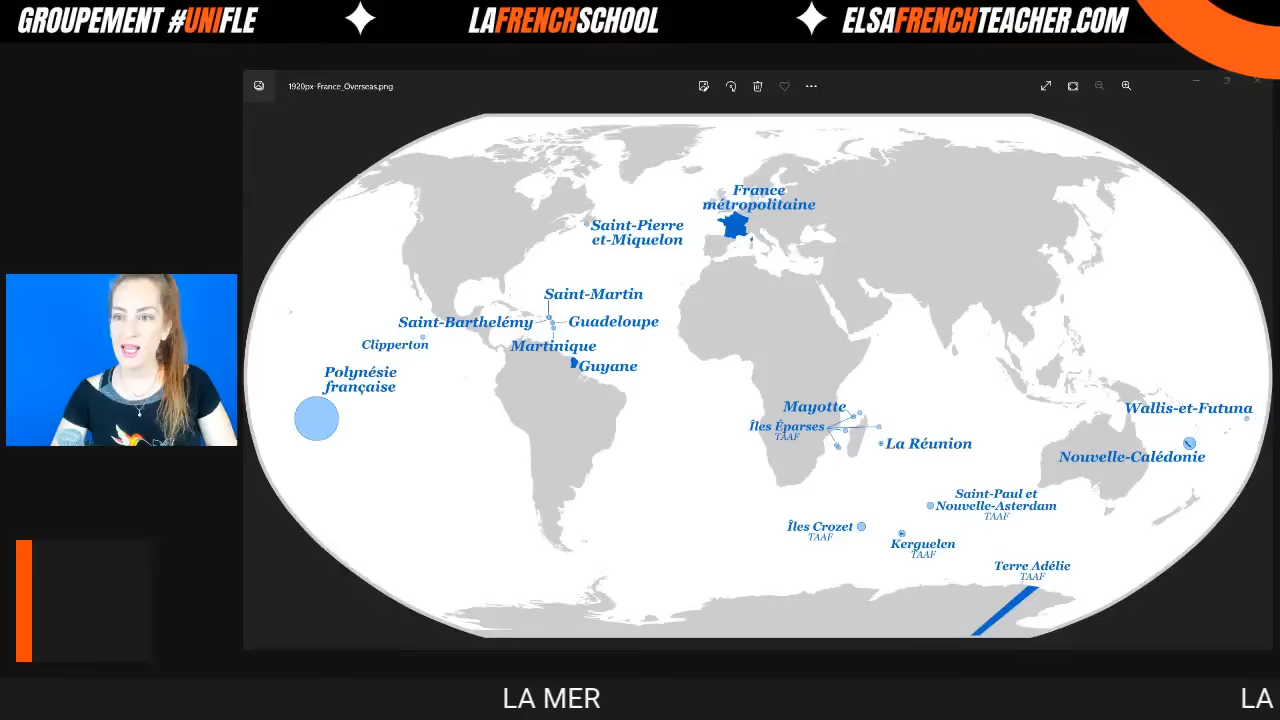 GROUPEMENT #UNIFLE
LAFRENCHSCHOOL
ELSAFRENCHTEACHER.COM
1920px-France_Overseas.png
France
métropolitaine
Saint-Pierre
et-Miquelon
Saint-Martin
Saint-Barthelémy
Guadeloupe
Clipperton
Martinique
Guyane
Polynésie
française
Mayotte
Îles Éparses
TAAF
La Réunion
Wallis-et-Futuna
Nouvelle-Calédonie
Saint-Paul et
Nouvelle-Asterdam
TAAF
Îles Crozet
TAAF
Kerguelen
TAAF
Terre Adélie
TAAF
LA MER
LA